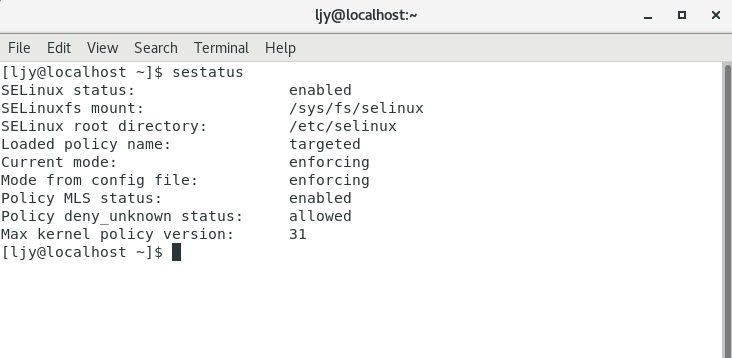 ljy@localhost:~
File Edit View Search Terminal Help
[ljy@localhost ~]$ sestatus
SELinux status:                 enabled
SELinuxfs mount:                /sys/fs/selinux
SELinux root directory:         /etc/selinux
Loaded policy name:             targeted
Current mode:                   enforcing
Mode from config file:          enforcing
Policy MLS status:              enabled
Policy deny_unknown status:     allowed
Max kernel policy version:      31
[ljy@localhost ~]$